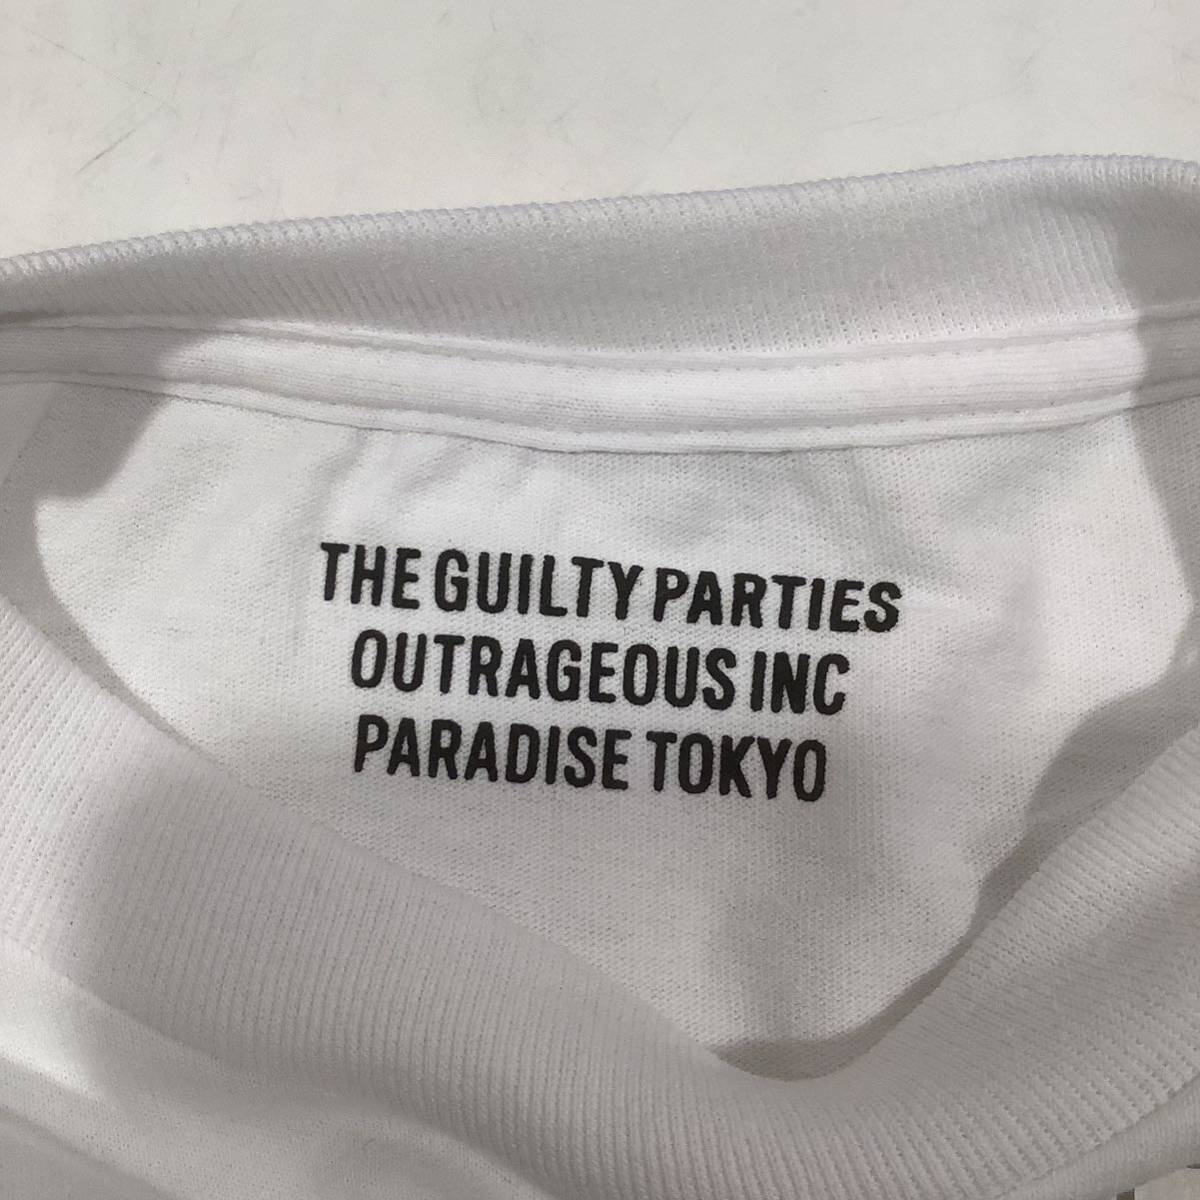 THE GUILTY PARTIES
OUTRAGEOUS INC
PARADISE TOKYO